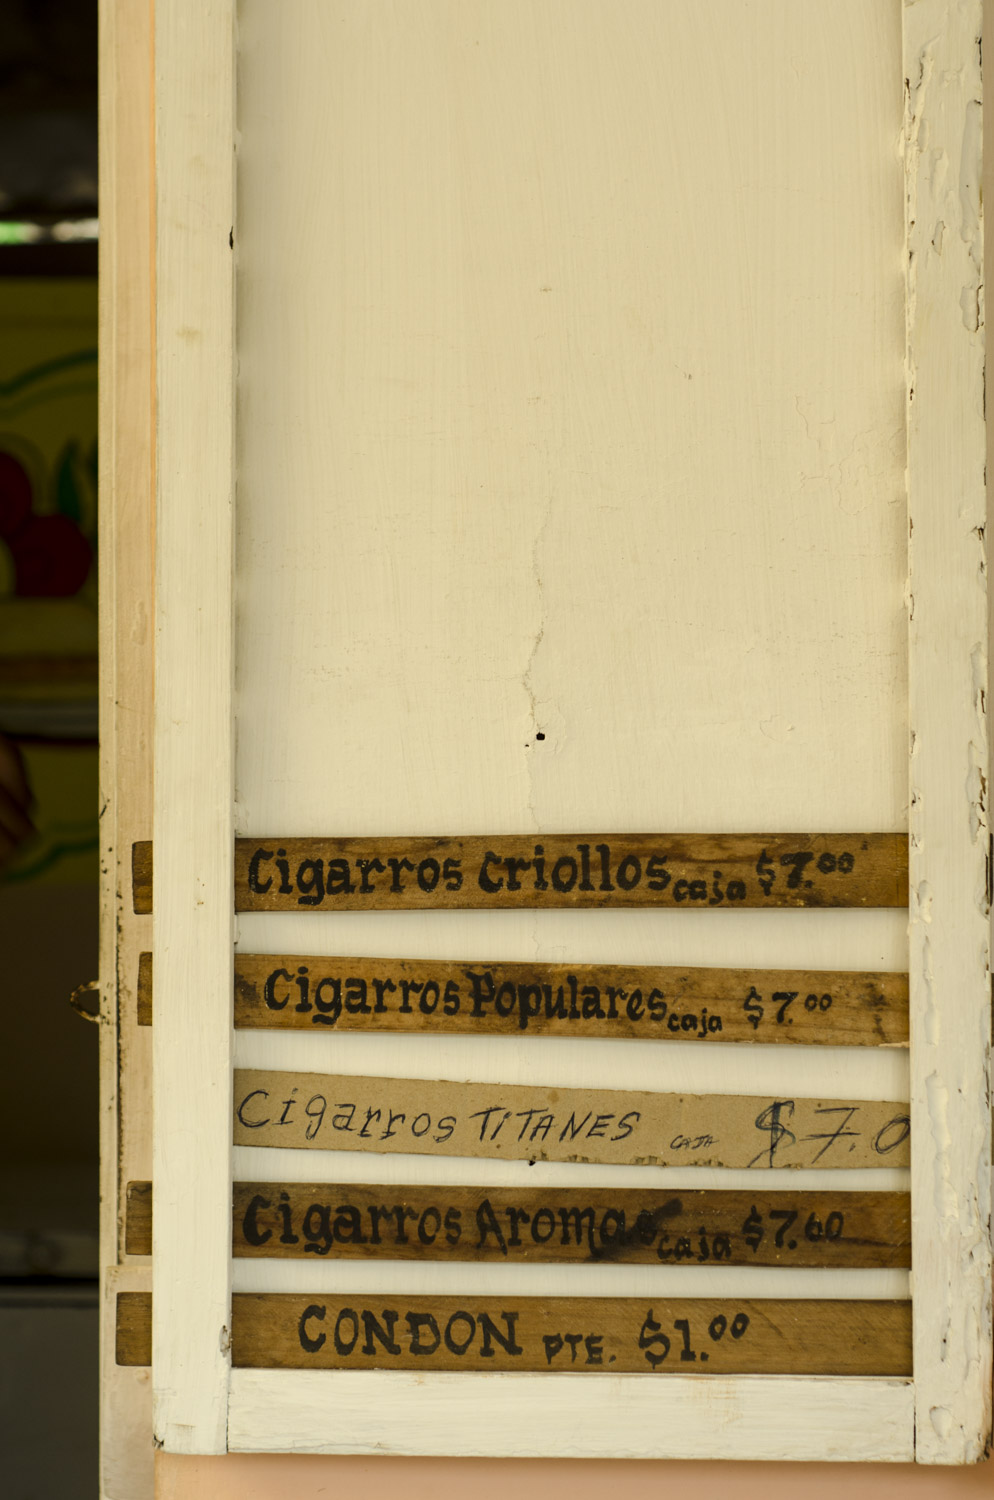 Cigarros Criollos caja $7.00
Cigarros Populares caja $7.00
Cigarros TiTANES CAJA $7.0
Cigarros Aromas caja $7.60
CONDON PTE. $1.00